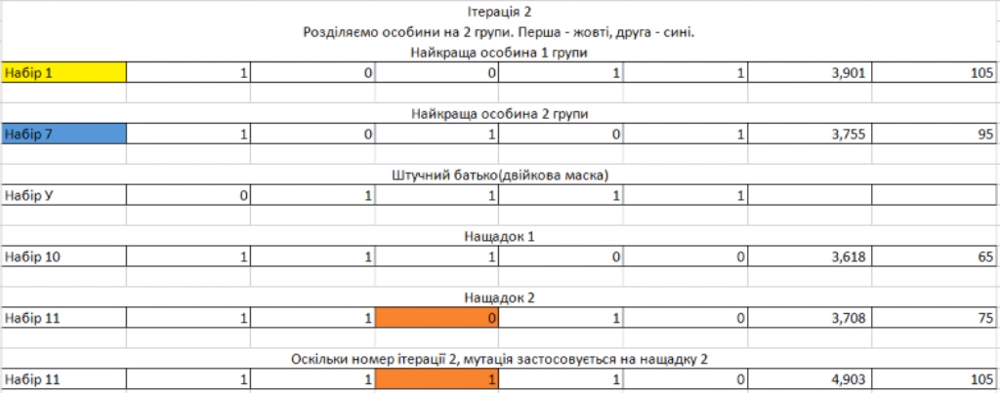 Ітерація 2
Розділяємо особини на 2 групи. Перша - жовті, друга - сині.
Найкраща особина 1 групи
Набір 1 1 0 0 1 1 3,901 105
Найкраща особина 2 групи
Набір 7 1 0 1 0 1 3,755 95
Штучний батько(двійкова маска)
Набір У 0 1 1 1 1
Нащадок 1
Набір 10 1 1 1 0 0 3,618 65
Нащадок 2
Набір 11 1 1 0 1 0 3,708 75
Оскільки номер ітерації 2, мутація застосовується на нащадку 2
Набір 11 1 1 1 1 0 4,903 105